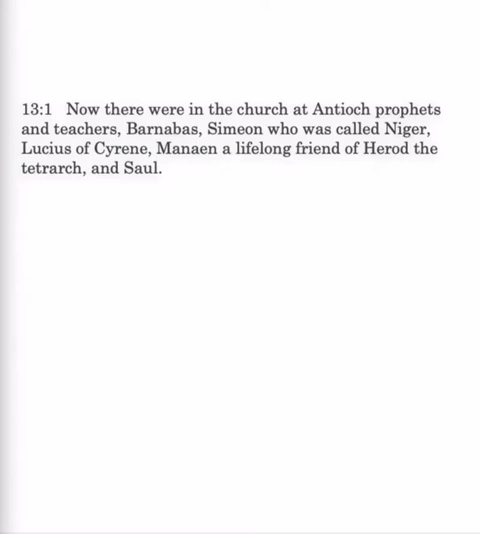 13:1 Now there were in the church at Antioch prophets
and teachers, Barnabas, Simeon who was called Niger,
Lucius of Cyrene, Manaen a lifelong friend of Herod the
tetrarch, and Saul.